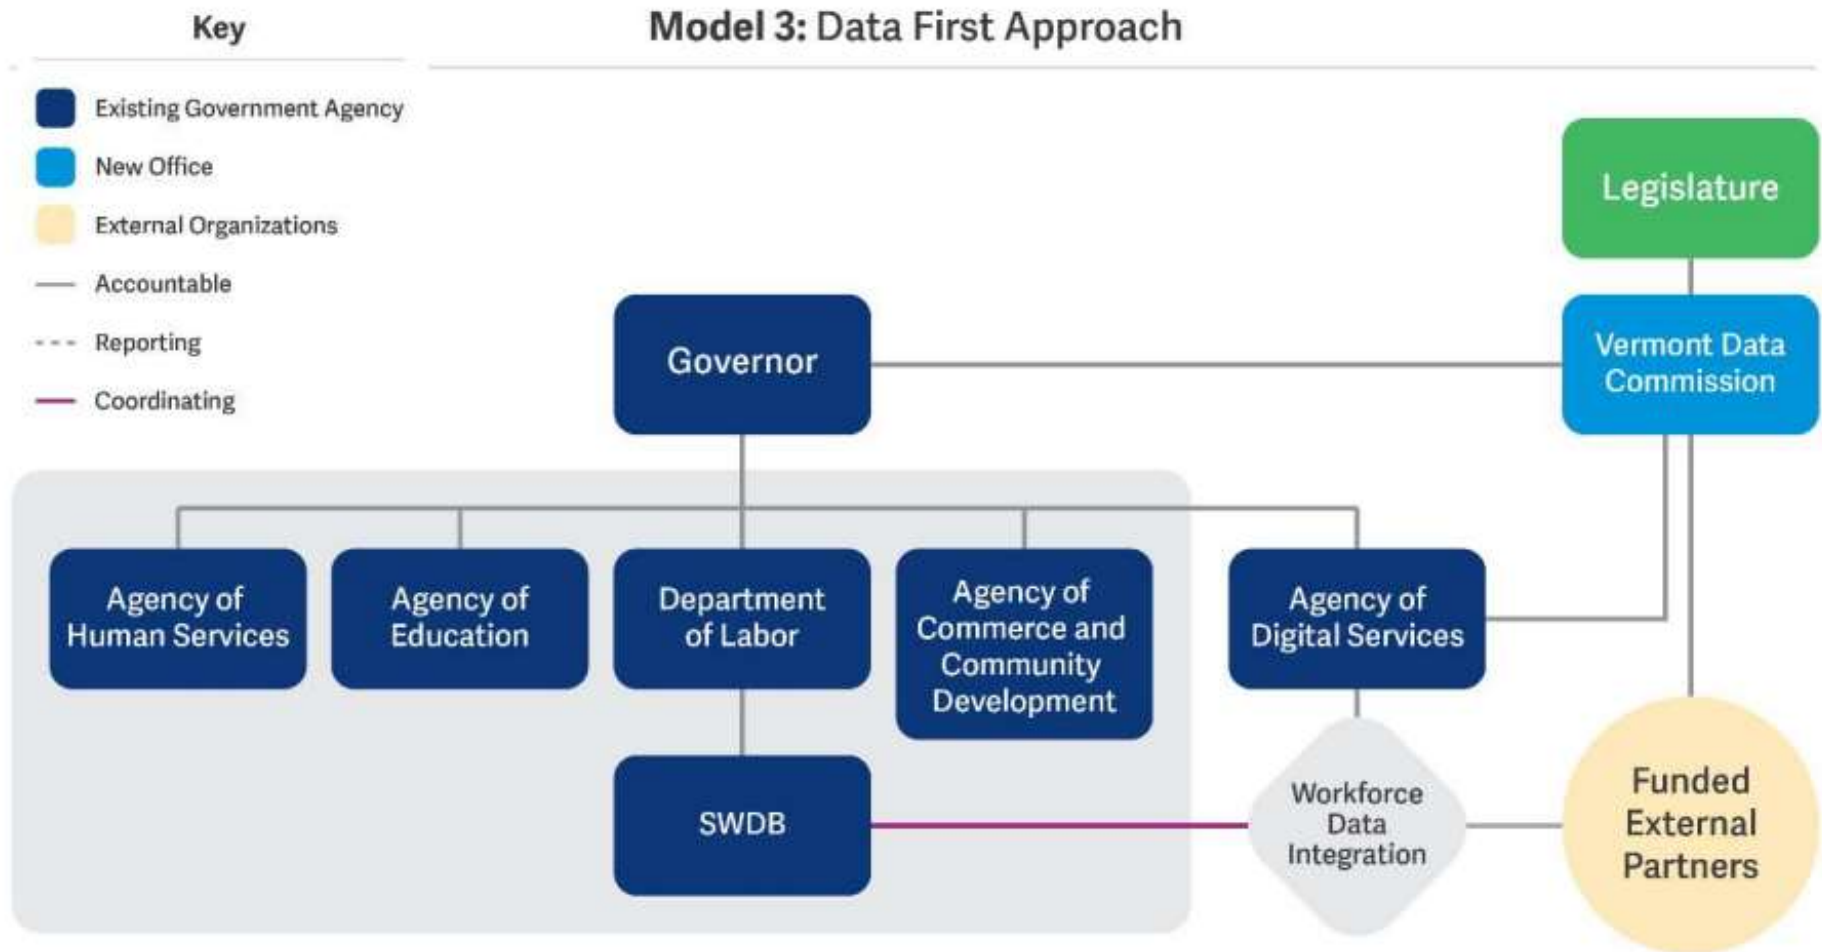 Key
Model 3: Data First Approach
Existing Government Agency
New Office
External Organizations
Accountable
Reporting
Coordinating
Legislature
Governor
Vermont Data
Commission
Agency of
Human Services
Agency of
Education
Department
of Labor
Agency of
Commerce and
Community
Development
Agency of
Digital Services
SWDB
Workforce
Data
Integration
Funded
External
Partners